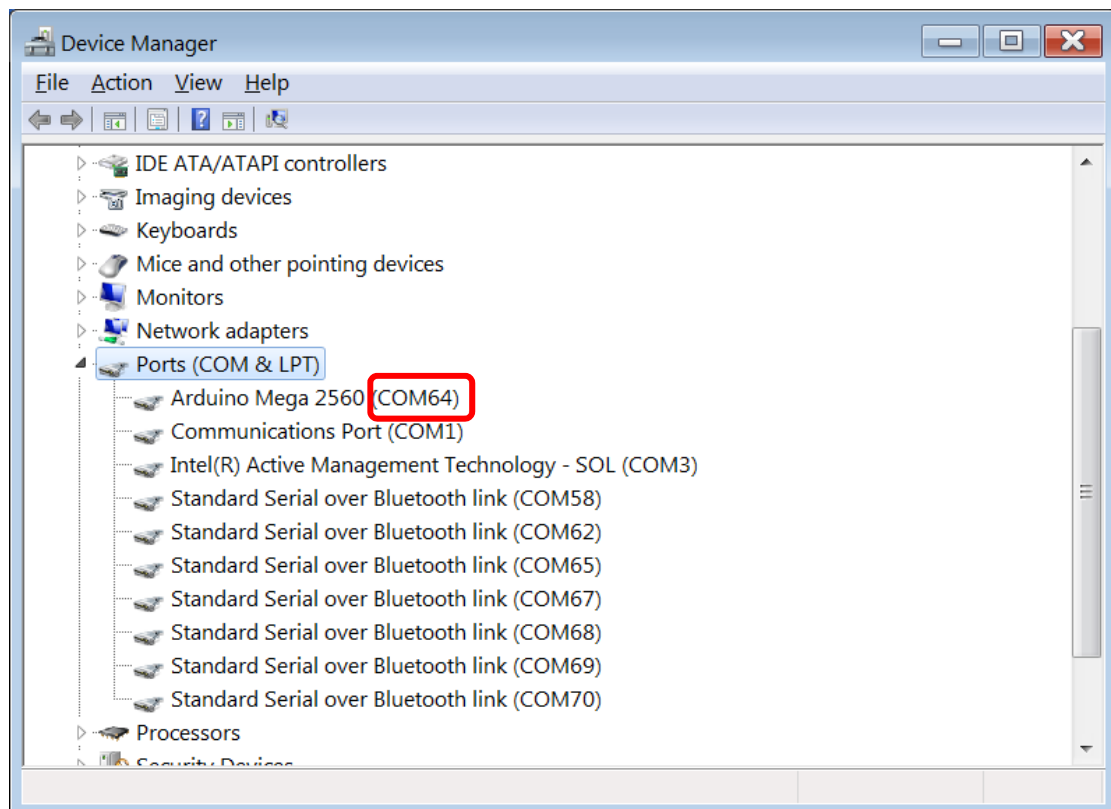 Device Manager
File Action View Help
IDE ATA/ATAPI controllers
Imaging devices
Keyboards
Mice and other pointing devices
Monitors
Network adapters
Ports (COM & LPT)
Arduino Mega 2560 (COM64)
Communications Port (COM1)
Intel(R) Active Management Technology - SOL (COM3)
Standard Serial over Bluetooth link (COM58)
Standard Serial over Bluetooth link (COM62)
Standard Serial over Bluetooth link (COM65)
Standard Serial over Bluetooth link (COM67)
Standard Serial over Bluetooth link (COM68)
Standard Serial over Bluetooth link (COM69)
Standard Serial over Bluetooth link (COM70)
Processors
Security Devices